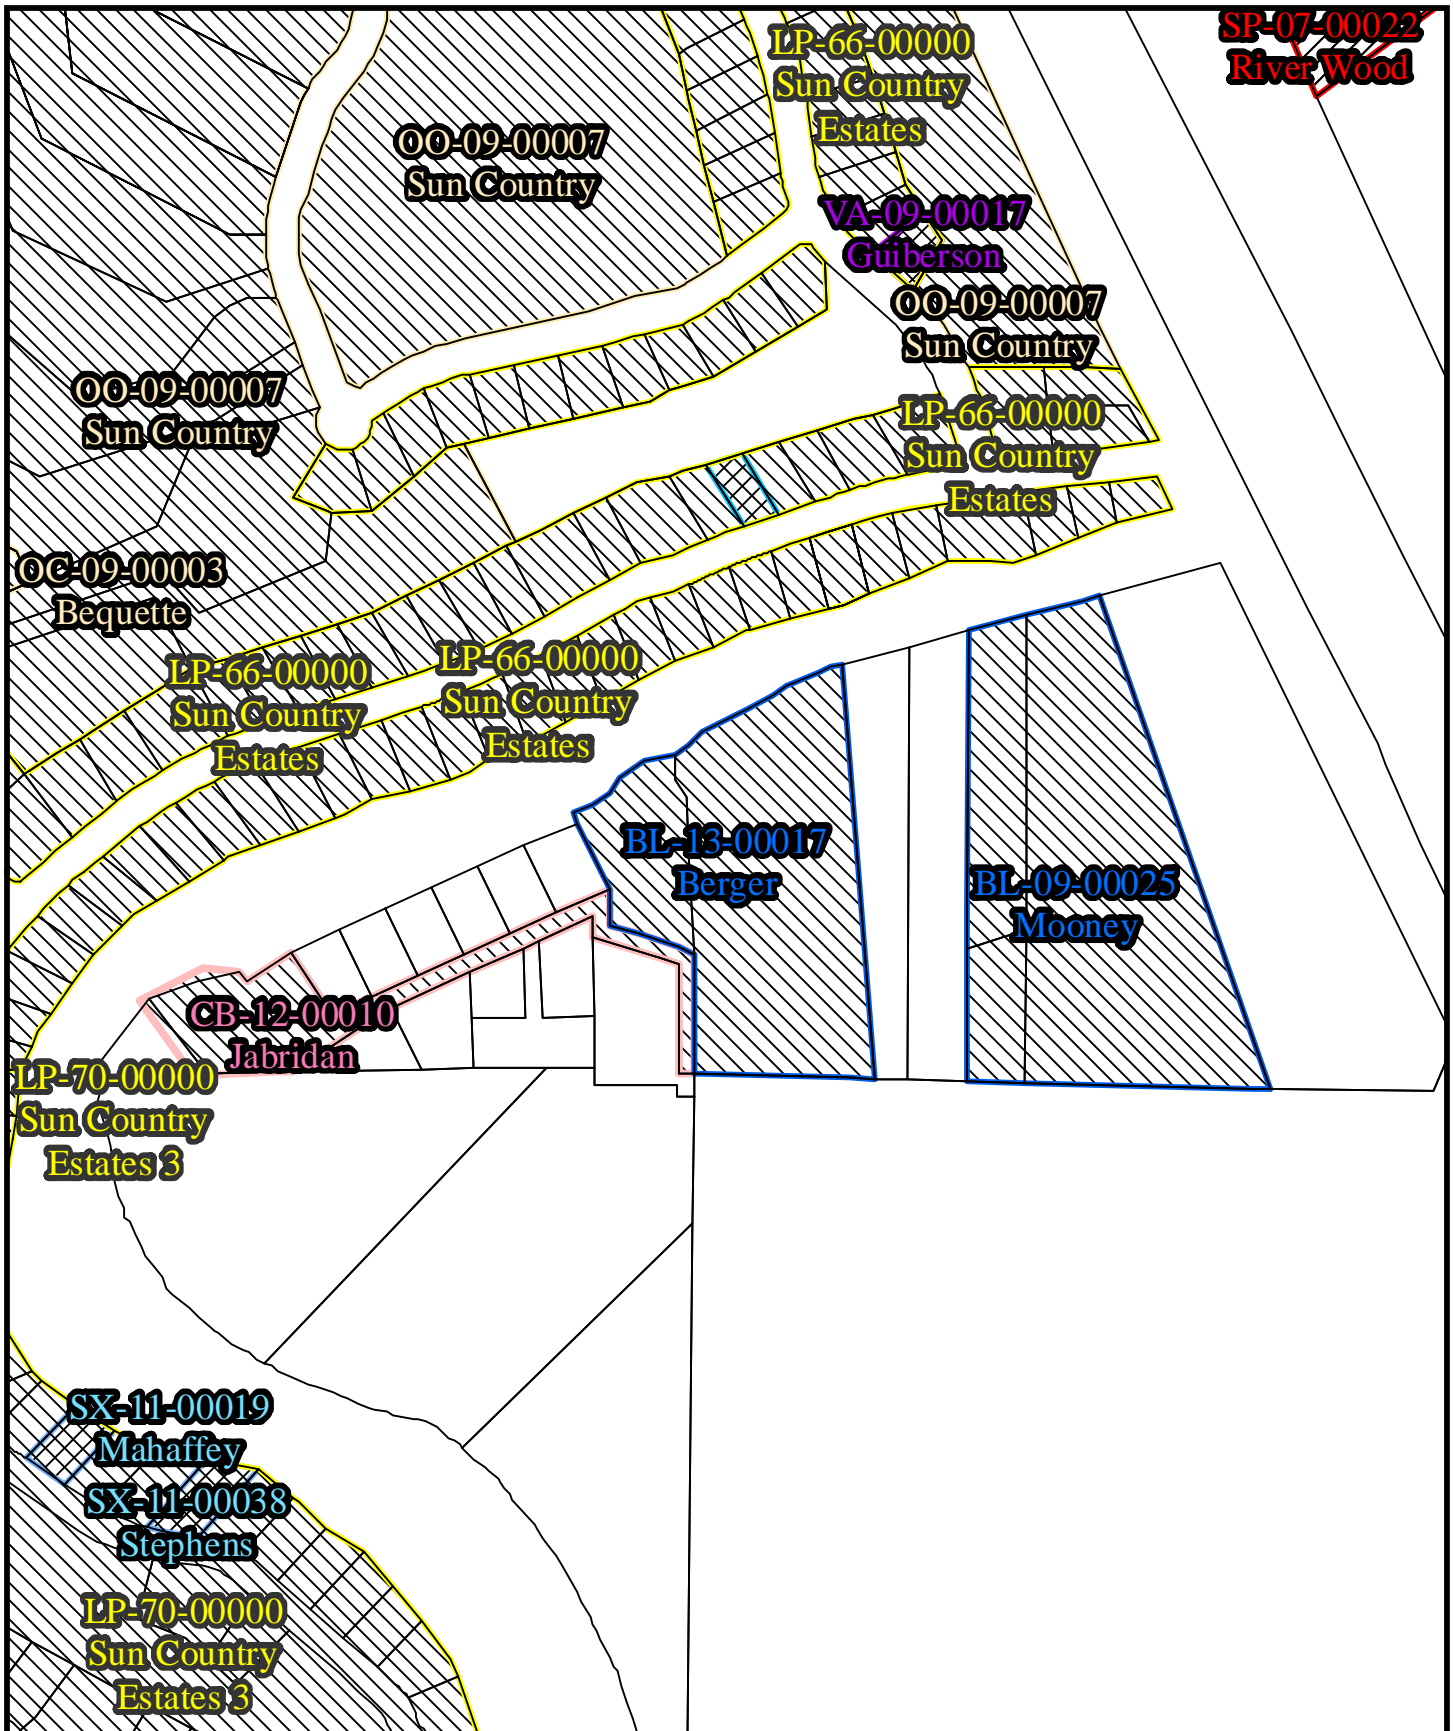 SP-07-00022
River Wood
LP-66-00000
Sun Country
Estates
OO-09-00007
Sun Country
VA-09-00017
Guiberson
OO-09-00007
Sun Country
OO-09-00007
Sun Country
LP-66-00000
Sun Country
Estates
OC-09-00003
Bequette
LP-66-00000
Sun Country
Estates
LP-66-00000
Sun Country
Estates
BL-13-00017
Berger
BL-09-00025
Mooney
CB-12-00010
Jabridan
LP-70-00000
Sun Country
Estates 3
SX-11-00019
Mahaffey
SX-11-00038
Stephens
LP-70-00000
Sun Country
Estates 3